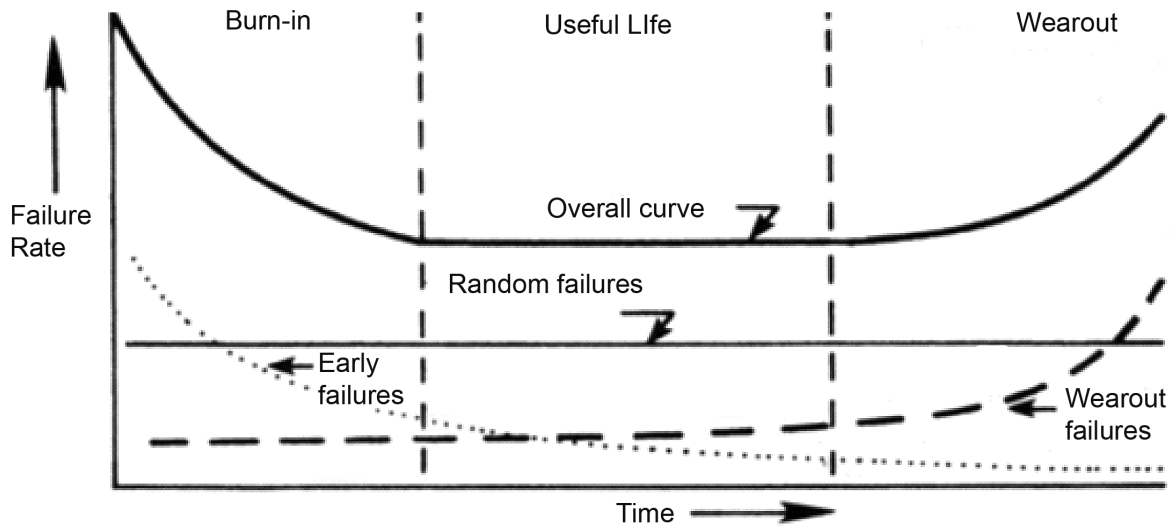 Burn-in
Useful LIfe
Wearout
Failure
Rate
Overall curve
Random failures
Early
failures
Wearout
failures
Time